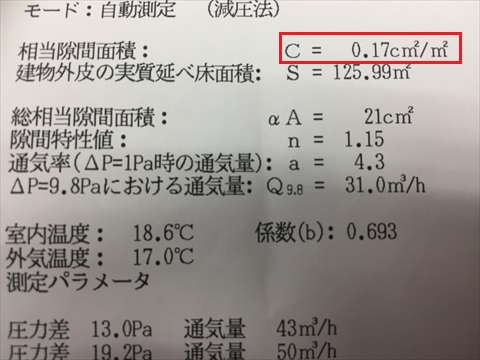 モード：自動測定　（減圧法）
相当隙間面積：　C ＝　0.17c㎡/㎡
建物外皮の実質延べ床面積：　S ＝ 125.99㎡
総相当隙間面積：　αA ＝　21c㎡
隙間特性値：　n ＝ 1.15
通気率(ΔP=1Pa時の通気量)：　a ＝ 4.3
ΔP=9.8Paにおける通気量：Q9.8 ＝ 31.0㎥/h
室内温度：　18.6℃　係数(b)：0.693
外気温度：　17.0℃
測定パラメータ
圧力差　13.0Pa　通気量　43㎥/h
圧力差　19.2Pa　通気量　50㎥/h